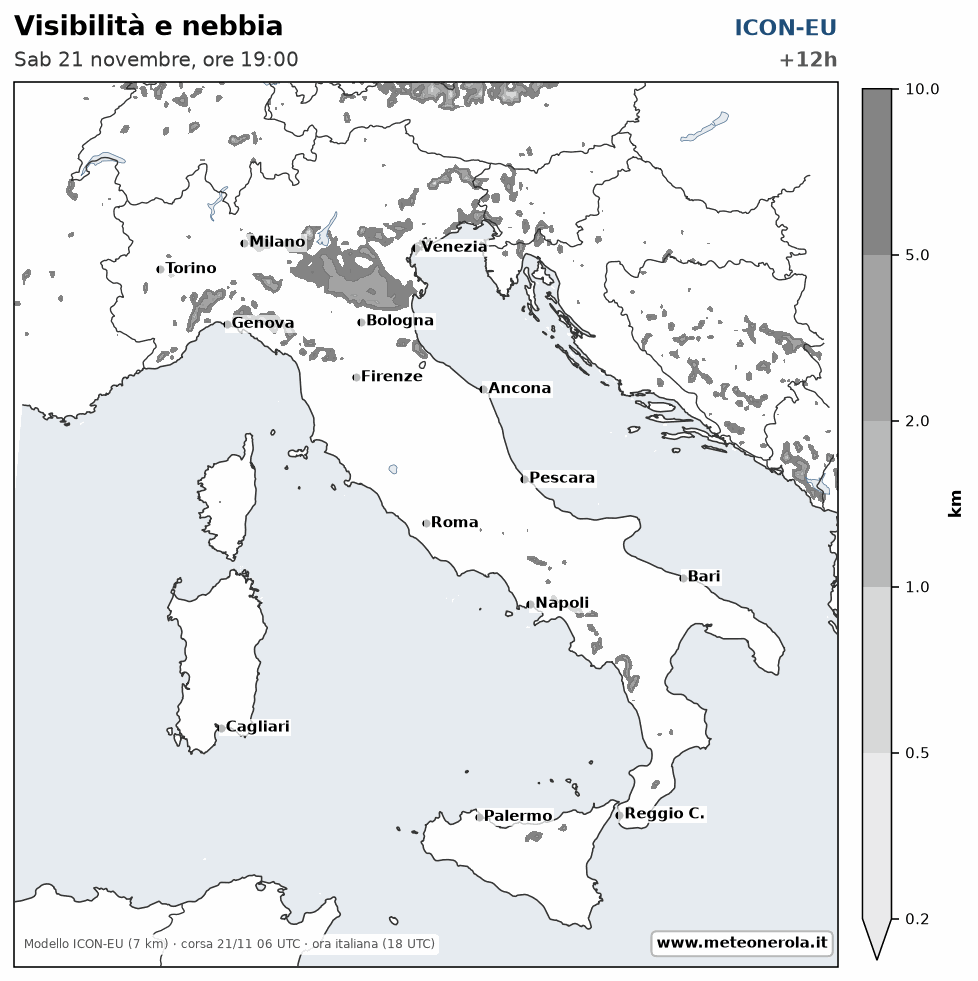 Visibilità e nebbia
ICON-EU
Sab 21 novembre, ore 19:00
+12h
10.0
Milano
Venezia
5.0
Torino
Genova
Bologna
Firenze
Ancona
2.0
Pescara
km
Roma
Bari
1.0
Napoli
Cagliari
0.5
Palermo
Reggio C.
0.2
Modello ICON-EU (7 km) · corsa 21/11 06 UTC · ora italiana (18 UTC)
www.meteonerola.it